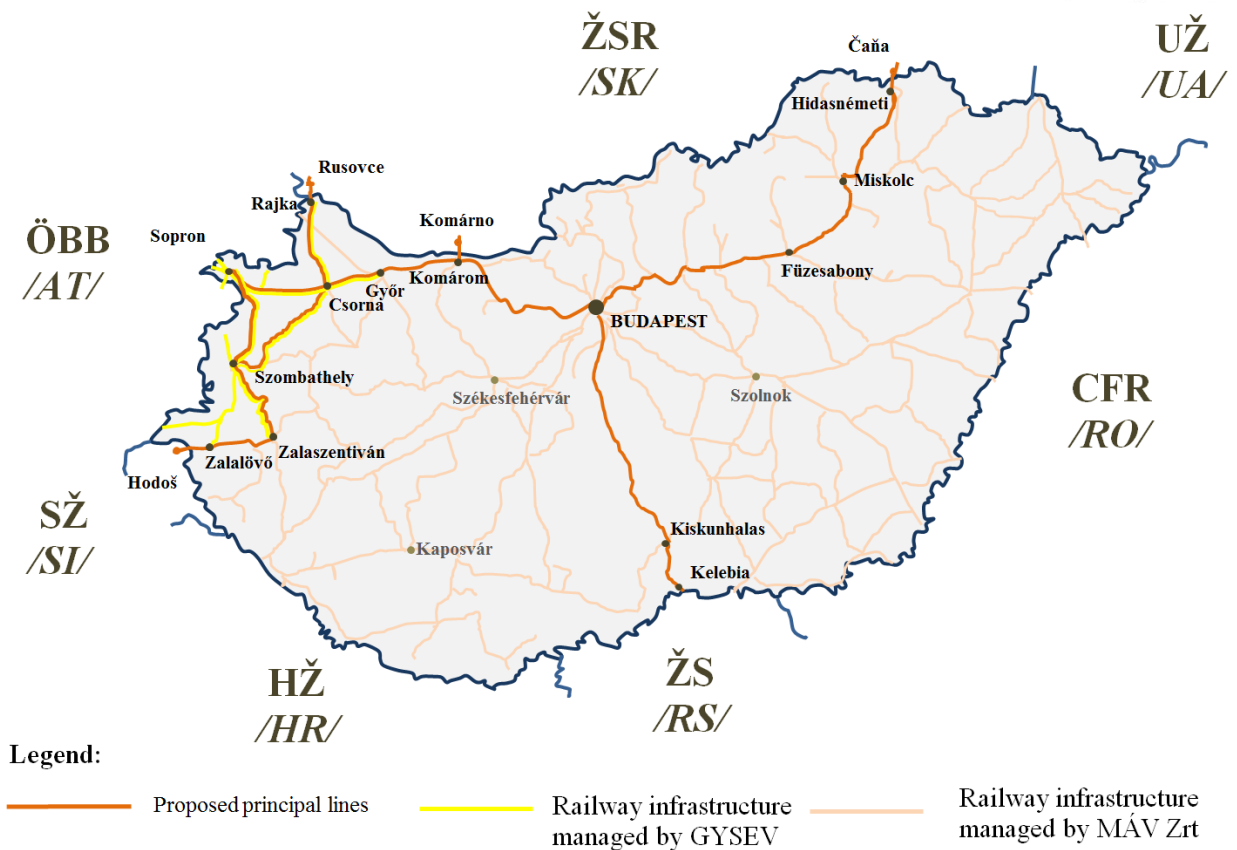 ŽSR
/SK/
UŽ
/UA/
Čaňa
Hidasnémeti
Rusovce
Miskolc
Rajka
Komárno
ÖBB
/AT/
Sopron
Füzesabony
Komárom
Győr
Csorna
BUDAPEST
Szombathely
Székesfehérvár
Szolnok
CFR
/RO/
Zalaszentiván
Zalalövő
Hodoš
SŽ
/SI/
Kiskunhalas
Kaposvár
Kelebia
HŽ
/HR/
ŽS
/RS/
Legend:
Proposed principal lines
Railway infrastructure
managed by GYSEV
Railway infrastructure
managed by MÁV Zrt